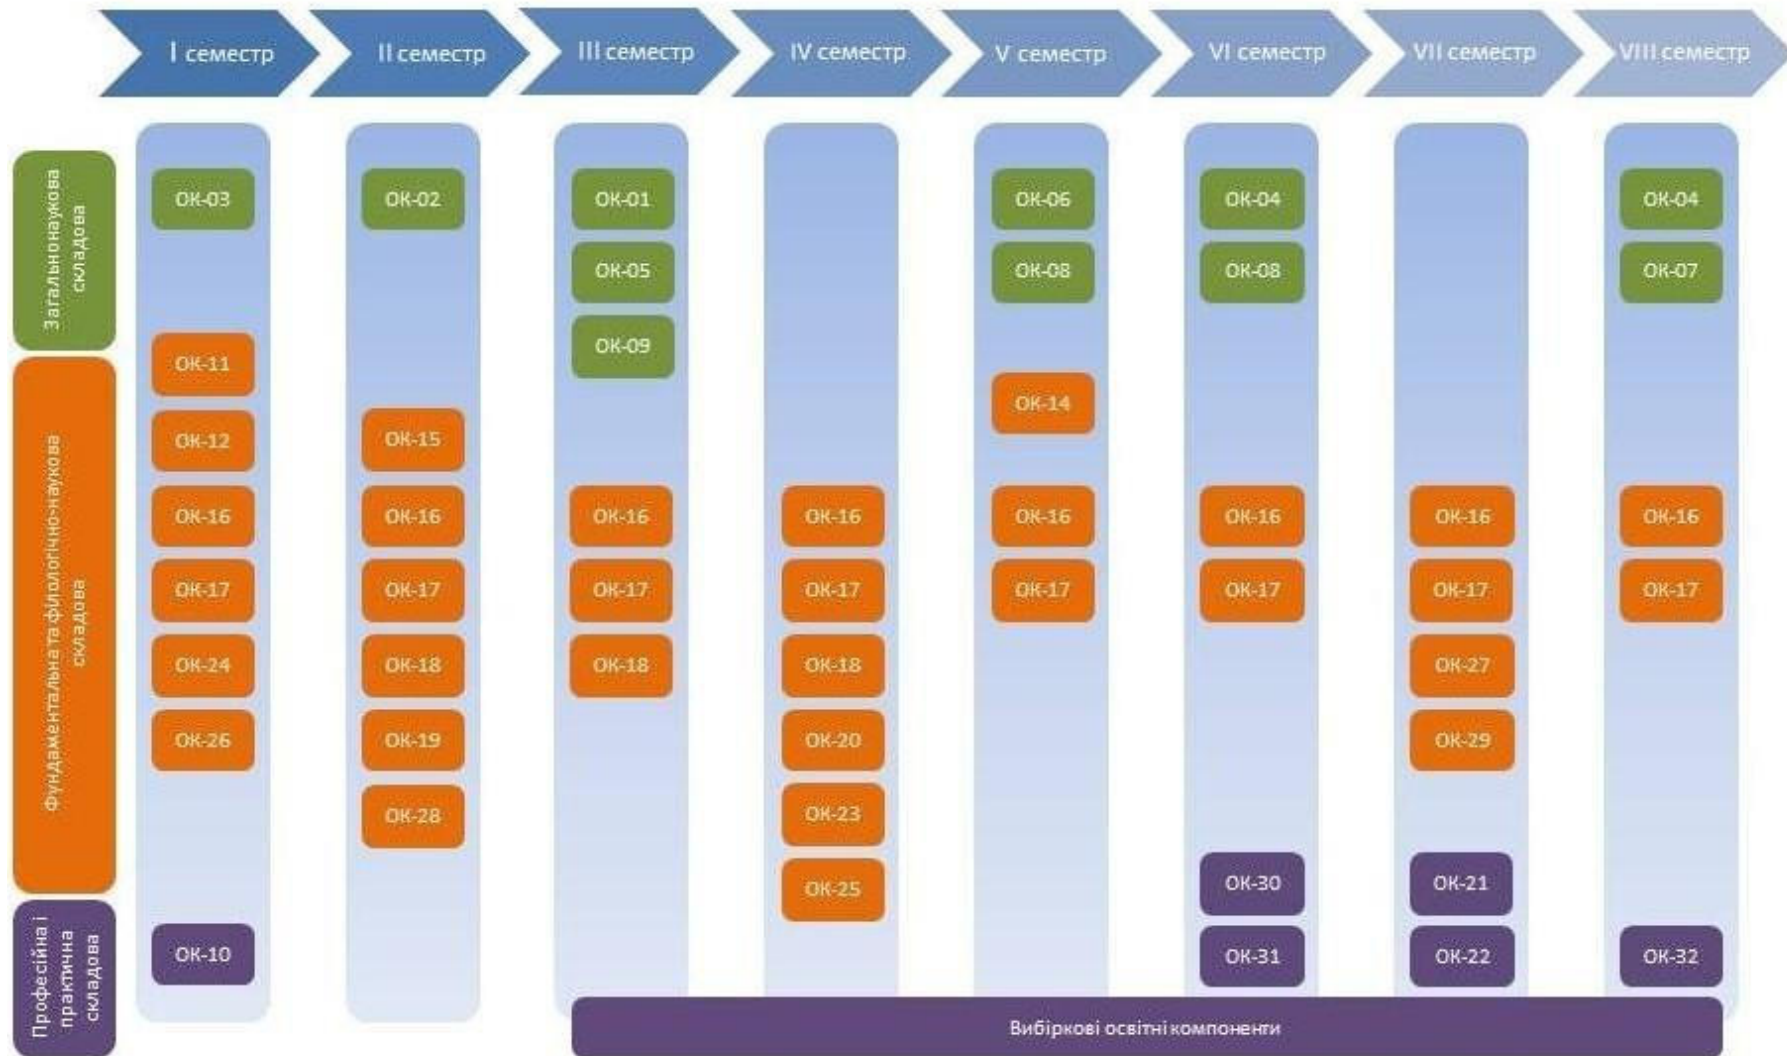 I семестр
II семестр
III семестр
IV семестр
V семестр
VI семестр
VII семестр
VIII семестр
Загальнонаукова
складова
ОК-03
ОК-02
ОК-01
ОК-06
ОК-04
ОК-04
ОК-05
ОК-08
ОК-08
ОК-07
ОК-09
Фундаментальна та філологічно-наукова
складова
ОК-11
ОК-14
ОК-12
ОК-15
ОК-16
ОК-16
ОК-16
ОК-16
ОК-16
ОК-16
ОК-16
ОК-16
ОК-17
ОК-17
ОК-17
ОК-17
ОК-17
ОК-17
ОК-17
ОК-17
ОК-24
ОК-18
ОК-18
ОК-18
ОК-27
ОК-26
ОК-19
ОК-20
ОК-29
ОК-28
ОК-23
ОК-25
ОК-30
ОК-21
Професійна і
практична
складова
ОК-10
ОК-31
ОК-22
ОК-32
Вибіркові освітні компоненти